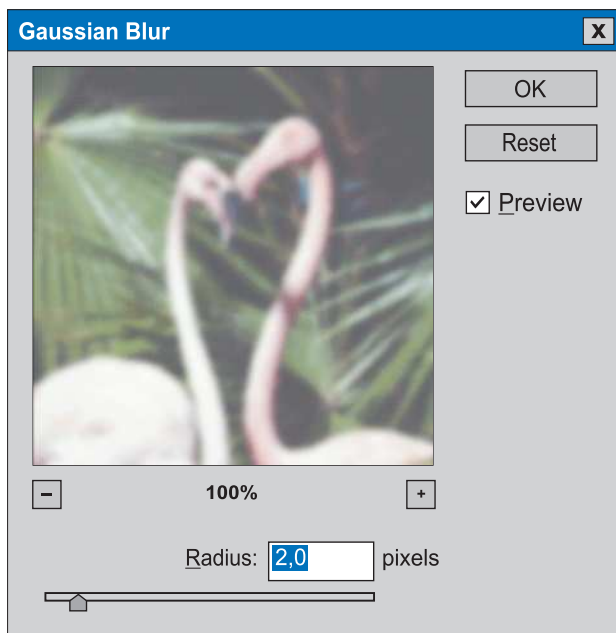 Gaussian Blur X
OK
Reset
Preview
- 100% +
Radius: 2,0 pixels